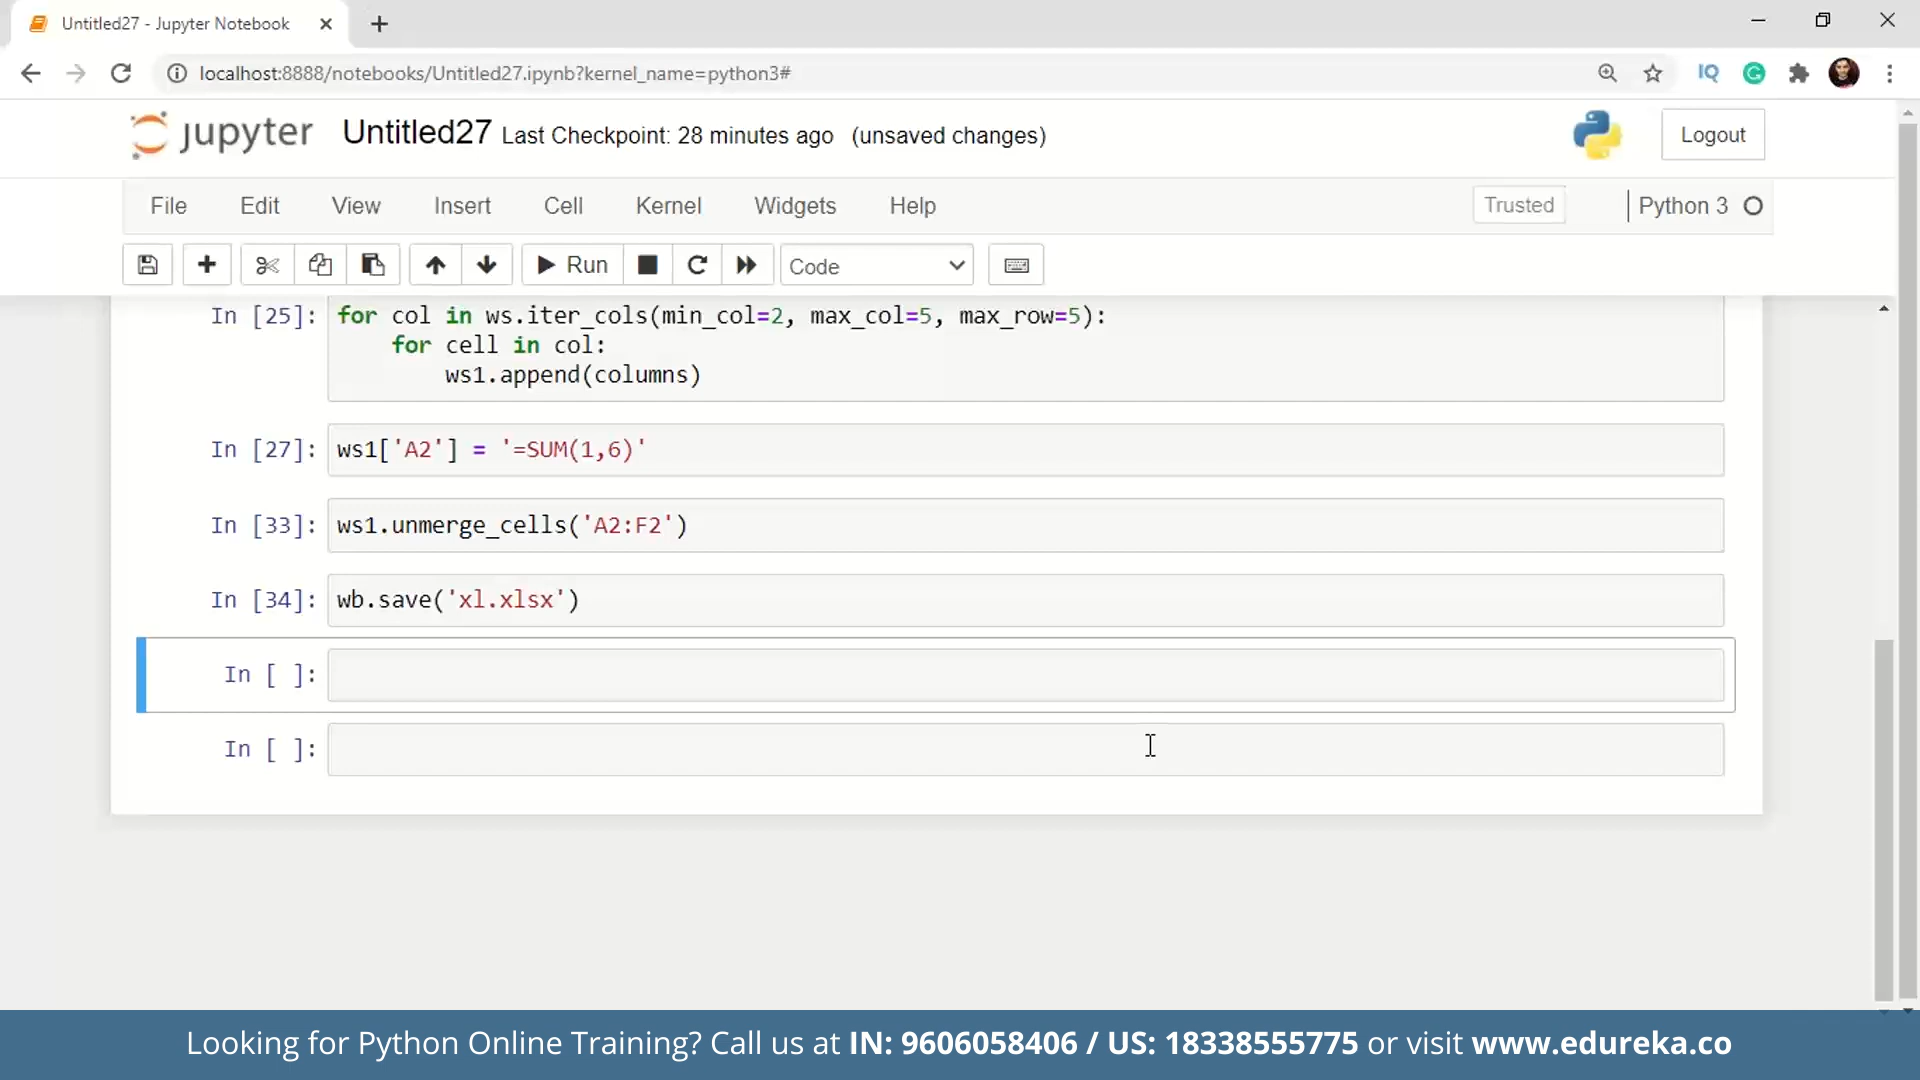 Untitled27 - Jupyter Notebook
localhost:8888/notebooks/Untitled27.ipynb?kernel_name=python3#
IQ
jupyter Untitled27 Last Checkpoint: 28 minutes ago (unsaved changes) Logout
File Edit View Insert Cell Kernel Widgets Help Trusted Python 3
Run Code
In [25]: for col in ws.iter_cols(min_col=2, max_col=5, max_row=5):
for cell in col:
ws1.append(columns)
In [27]: ws1['A2'] = '=SUM(1,6)'
In [33]: ws1.unmerge_cells('A2:F2')
In [34]: wb.save('xl.xlsx')
In [ ]:
In [ ]:
Looking for Python Online Training? Call us at IN: 9606058406 / US: 18338555775 or visit www.edureka.co